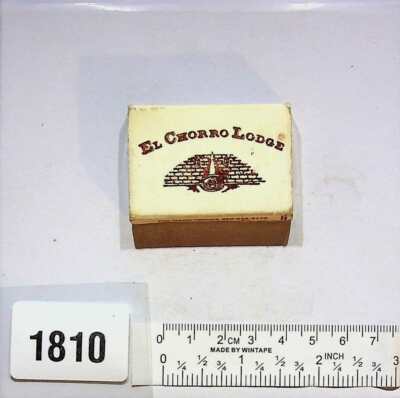 EL CHORRO LODGE
1810
0 1 2 CM 3 4 5 6 7
MADE BY WINTAPE
0 ¼ ½ ¾ 1 ¼ ½ ¾ 2 INCH ¼ ½ ¾ 3